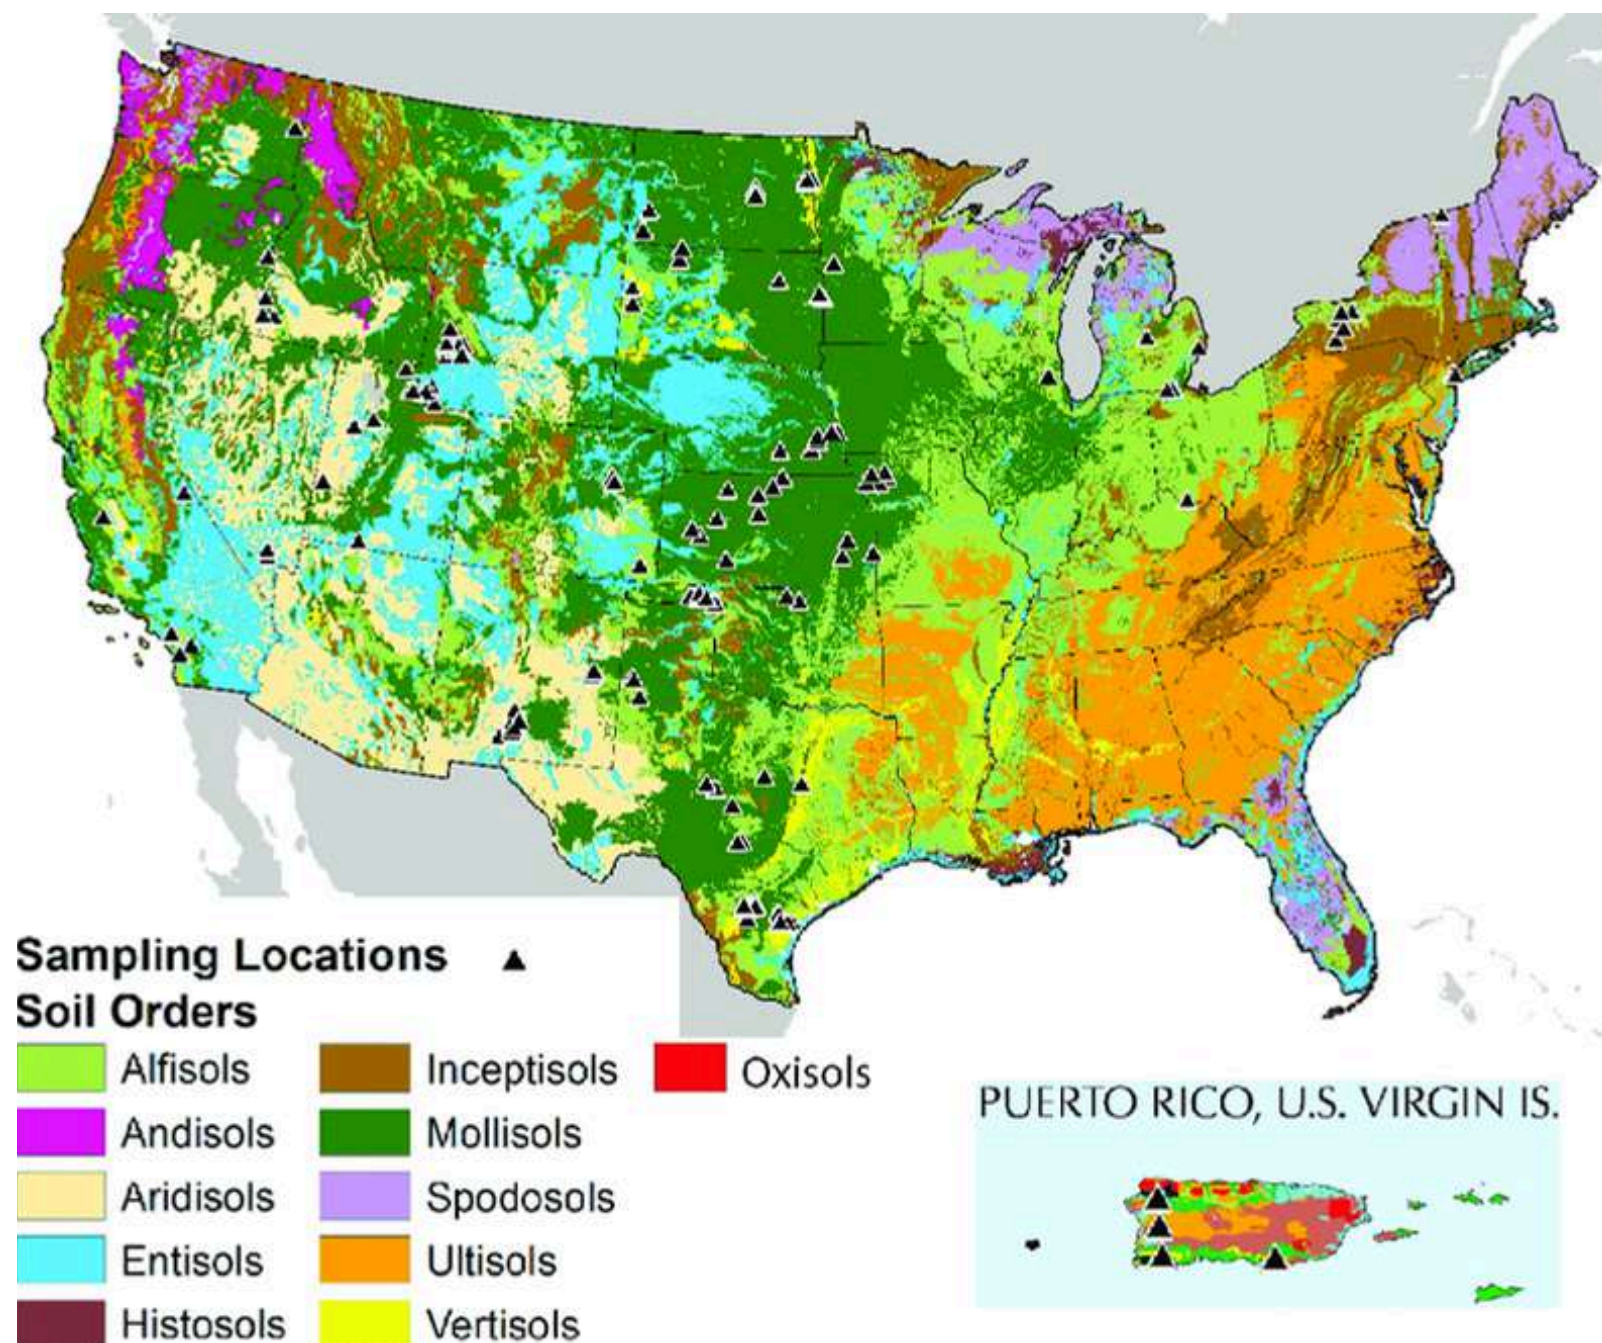 Sampling Locations
Soil Orders
Alfisols
Andisols
Aridisols
Entisols
Histosols
Inceptisols
Mollisols
Spodosols
Ultisols
Vertisols
Oxisols
PUERTO RICO, U.S. VIRGIN IS.